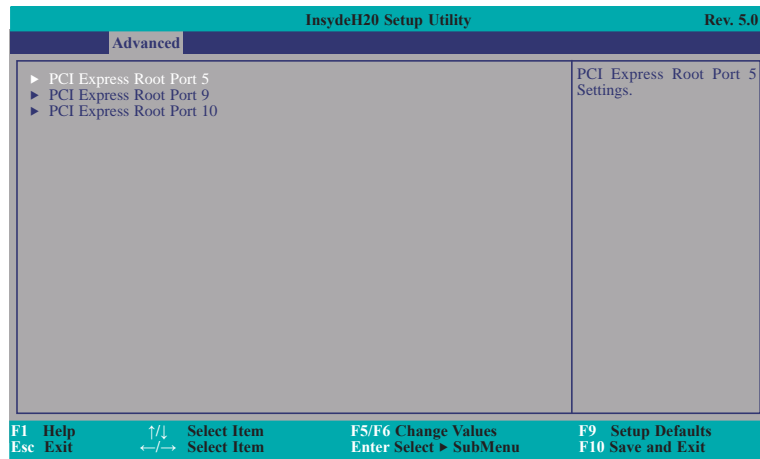 InsydeH20 Setup Utility Rev. 5.0
Advanced
► PCI Express Root Port 5
► PCI Express Root Port 9
► PCI Express Root Port 10
PCI Express Root Port 5
Settings.
F1 Help ↑/↓ Select Item F5/F6 Change Values F9 Setup Defaults
Esc Exit ←/→ Select Item Enter Select ► SubMenu F10 Save and Exit